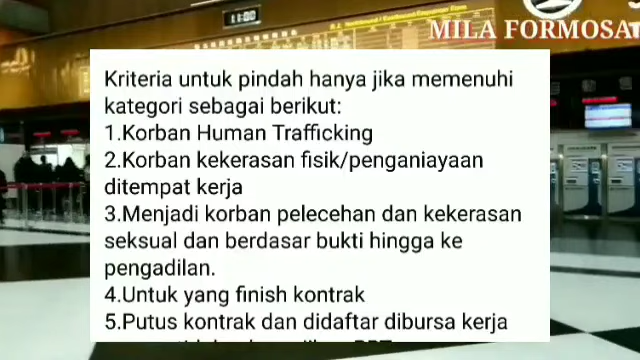 11:00
MILA FORMOSA
Kriteria untuk pindah hanya jika memenuhi
kategori sebagai berikut:
1.Korban Human Trafficking
2.Korban kekerasan fisik/penganiayaan
ditempat kerja
3.Menjadi korban pelecehan dan kekerasan
seksual dan berdasar bukti hingga ke
pengadilan.
4.Untuk yang finish kontrak
5.Putus kontrak dan didaftar dibursa kerja